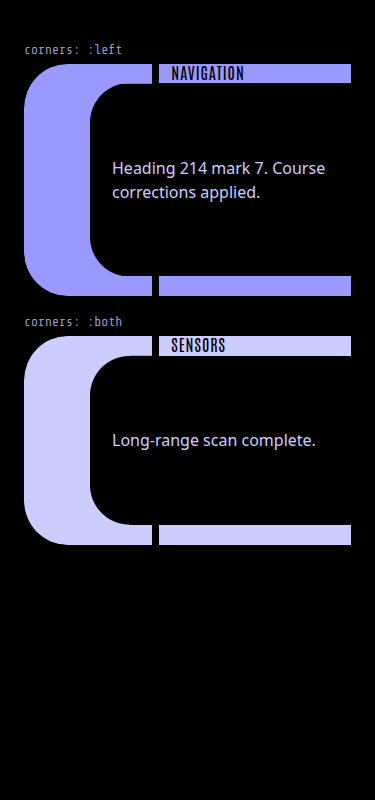 corners: :left
NAVIGATION
Heading 214 mark 7. Course
corrections applied.
corners: :both
SENSORS
Long-range scan complete.